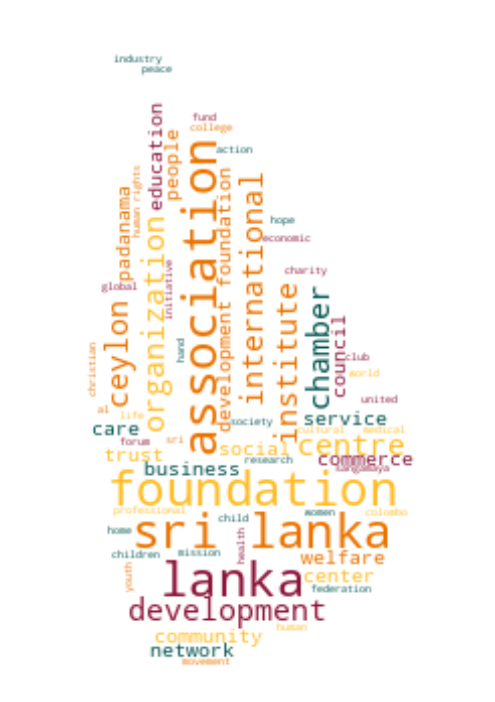 industry
peace
fund
college
education
people
action
association
human rights
padanama
development foundation
international
hope
organization
economic
initiative
global
charity
ceylon
institute
chamber
council
hand
christian
club
world
united
al
life
society
service
care
cultural
medical
forum
sri
centre
trust
social
research
commerce
sangamaya
business
foundation
professional
child
women
colombo
home
sri lanka
children
mission
health
welfare
youth
lanka
center
federation
development
community
human
network
movement